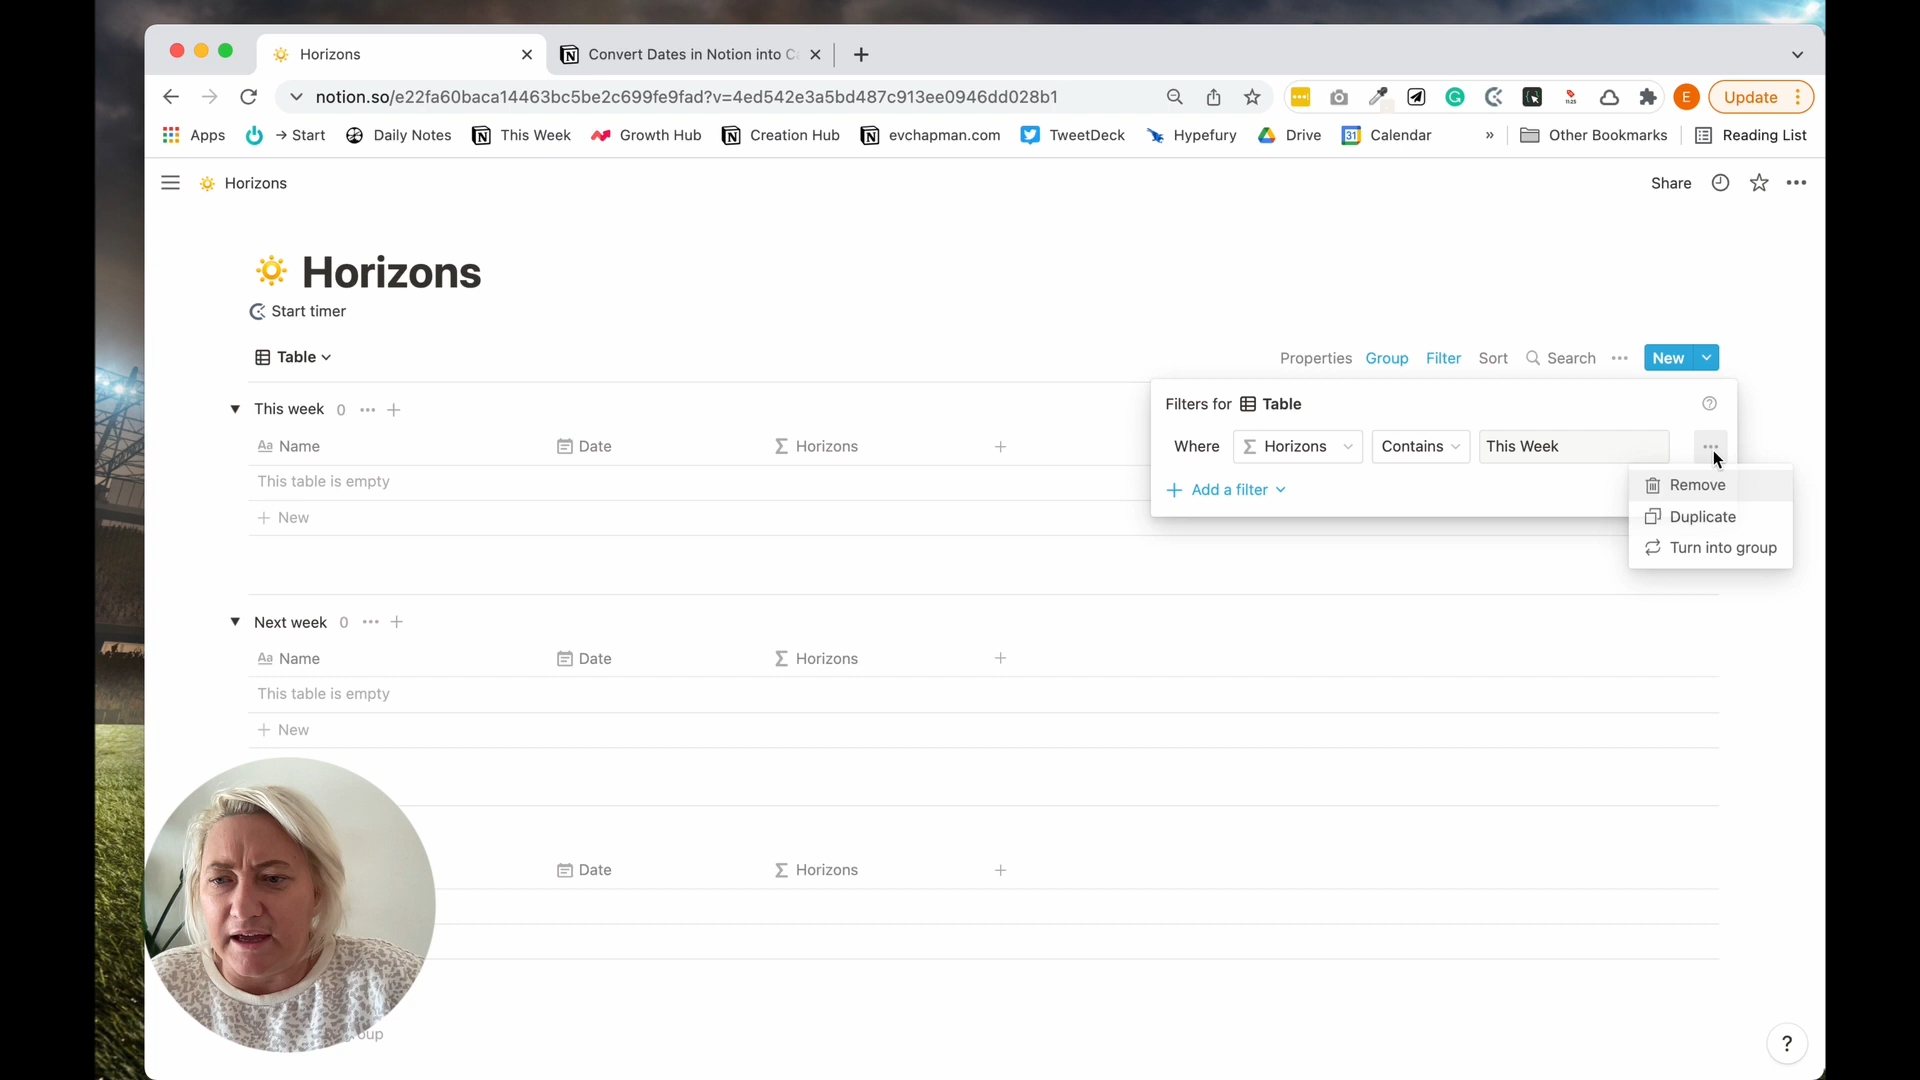 Horizons
Convert Dates in Notion into C
notion.so/e22fa60baca14463bc5be2c699fe9fad?v=4ed542e3a5bd487c913ee0946dd028b1
E
Update
Apps
→ Start
Daily Notes
This Week
Growth Hub
Creation Hub
evchapman.com
TweetDeck
Hypefury
31
Drive
Calendar
»
Other Bookmarks
Reading List
Horizons
Share
Horizons
Start timer
Table
Properties
Group
Filter
Sort
Search
New
This week 0
Filters for Table
Aa Name
Date
Σ Horizons
Where
Σ Horizons
Contains
This Week
This table is empty
Add a filter
Remove
New
Duplicate
Turn into group
Next week 0
Aa Name
Date
Σ Horizons
This table is empty
New
Date
Σ Horizons
oup
?